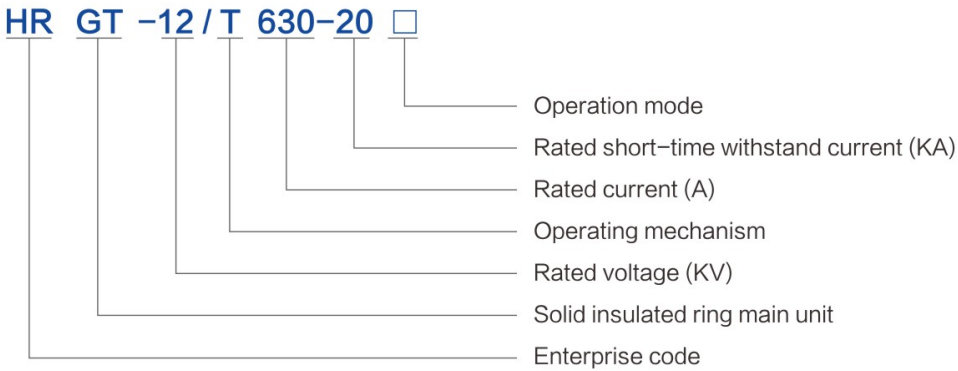 HR GT -12 / T 630-20 □
Operation mode
Rated short-time withstand current (KA)
Rated current (A)
Operating mechanism
Rated voltage (KV)
Solid insulated ring main unit
Enterprise code